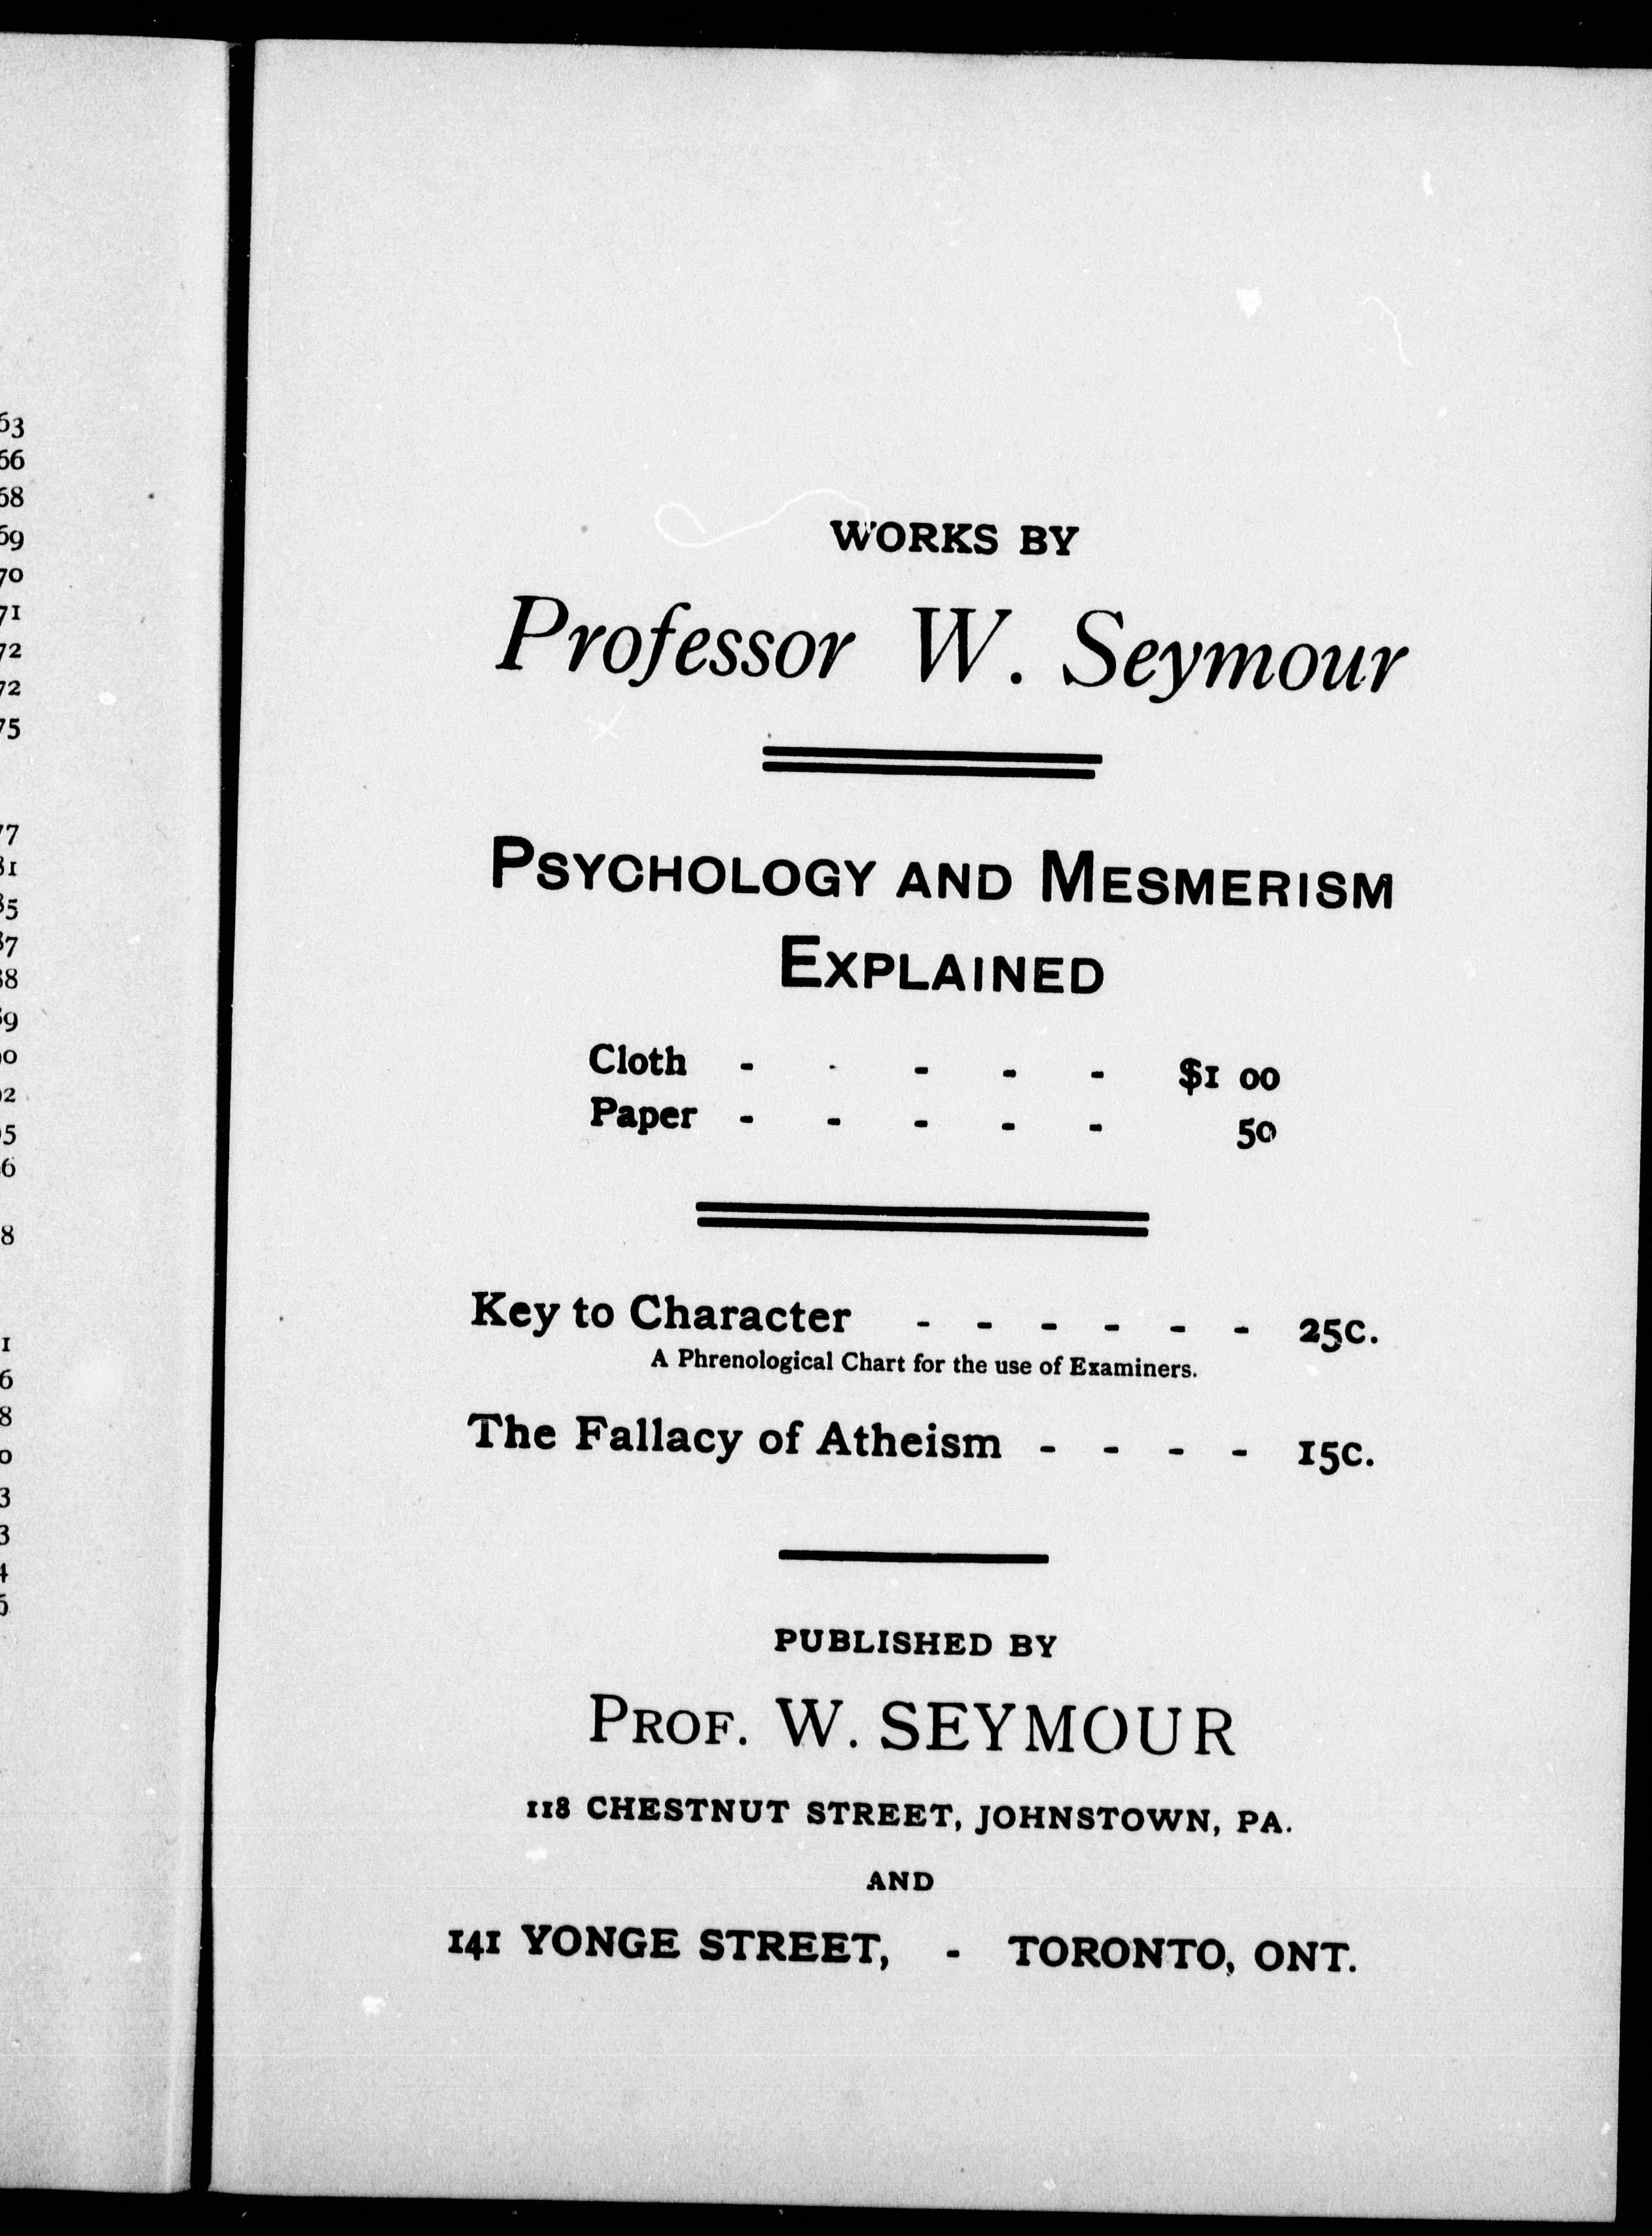 WORKS BY
Professor W. Seymour
PSYCHOLOGY AND MESMERISM
EXPLAINED
Cloth - - - - - $1 00
Paper - - - - - 50
Key to Character - - - - - - 25c.
A Phrenological Chart for the use of Examiners.
The Fallacy of Atheism - - - - 15c.
PUBLISHED BY
PROF. W. SEYMOUR
118 CHESTNUT STREET, JOHNSTOWN, PA.
AND
141 YONGE STREET, - TORONTO, ONT.